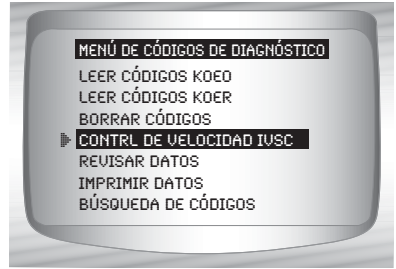 MENÚ DE CÓDIGOS DE DIAGNÓSTICO
LEER CÓDIGOS KOEO
LEER CÓDIGOS KOER
BORRAR CÓDIGOS
CONTRL DE VELOCIDAD IVSC
REVISAR DATOS
IMPRIMIR DATOS
BÚSQUEDA DE CÓDIGOS